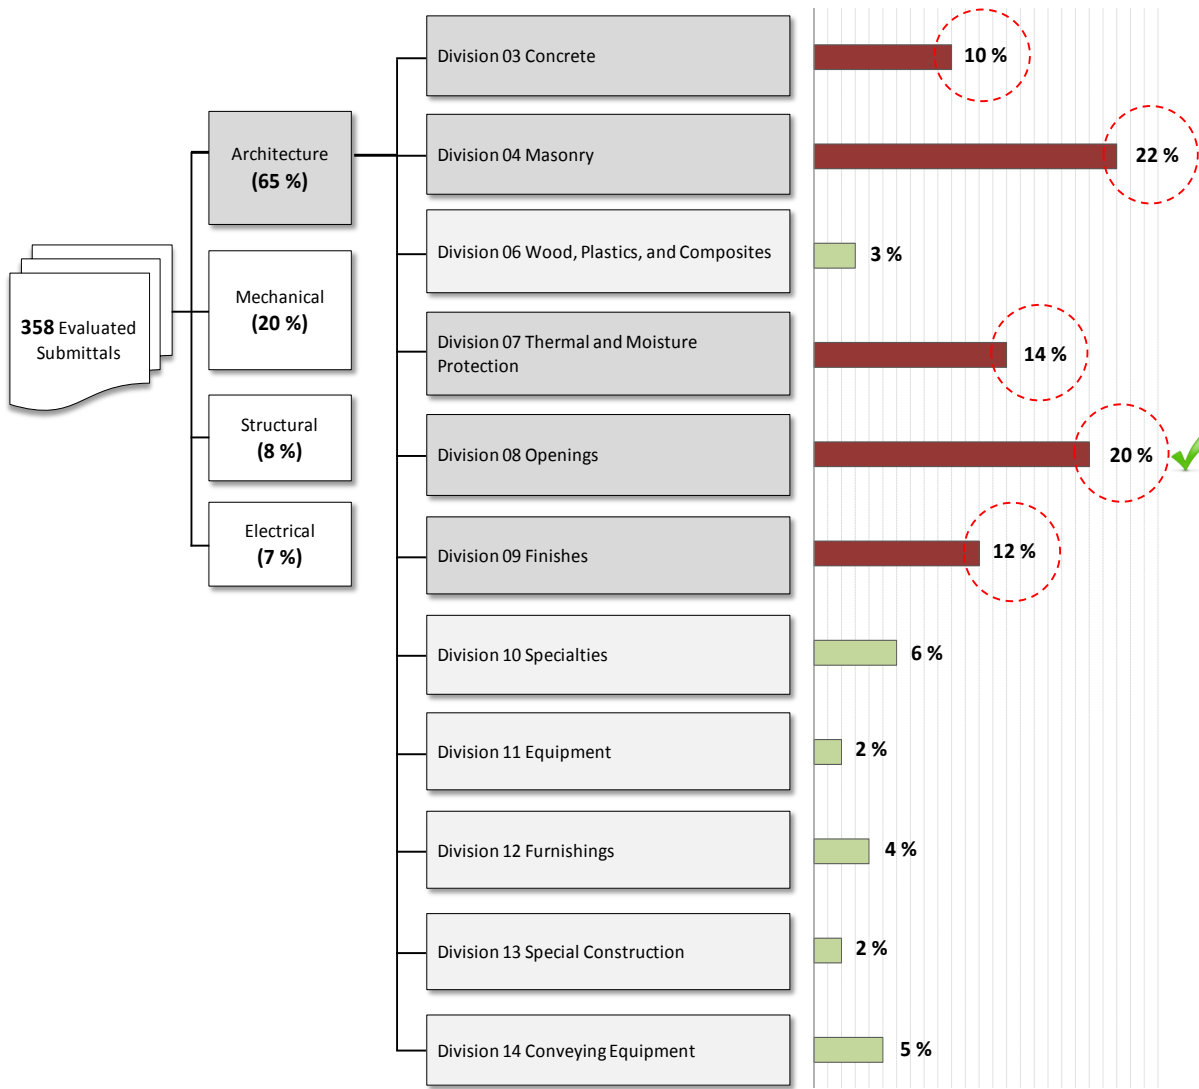 358 Evaluated
Submittals
Architecture
(65 %)
Mechanical
(20 %)
Structural
(8 %)
Electrical
(7 %)
Division 03 Concrete
10 %
Division 04 Masonry
22 %
Division 06 Wood, Plastics, and Composites
3 %
Division 07 Thermal and Moisture
Protection
14 %
Division 08 Openings
20 %
Division 09 Finishes
12 %
Division 10 Specialties
6 %
Division 11 Equipment
2 %
Division 12 Furnishings
4 %
Division 13 Special Construction
2 %
Division 14 Conveying Equipment
5 %